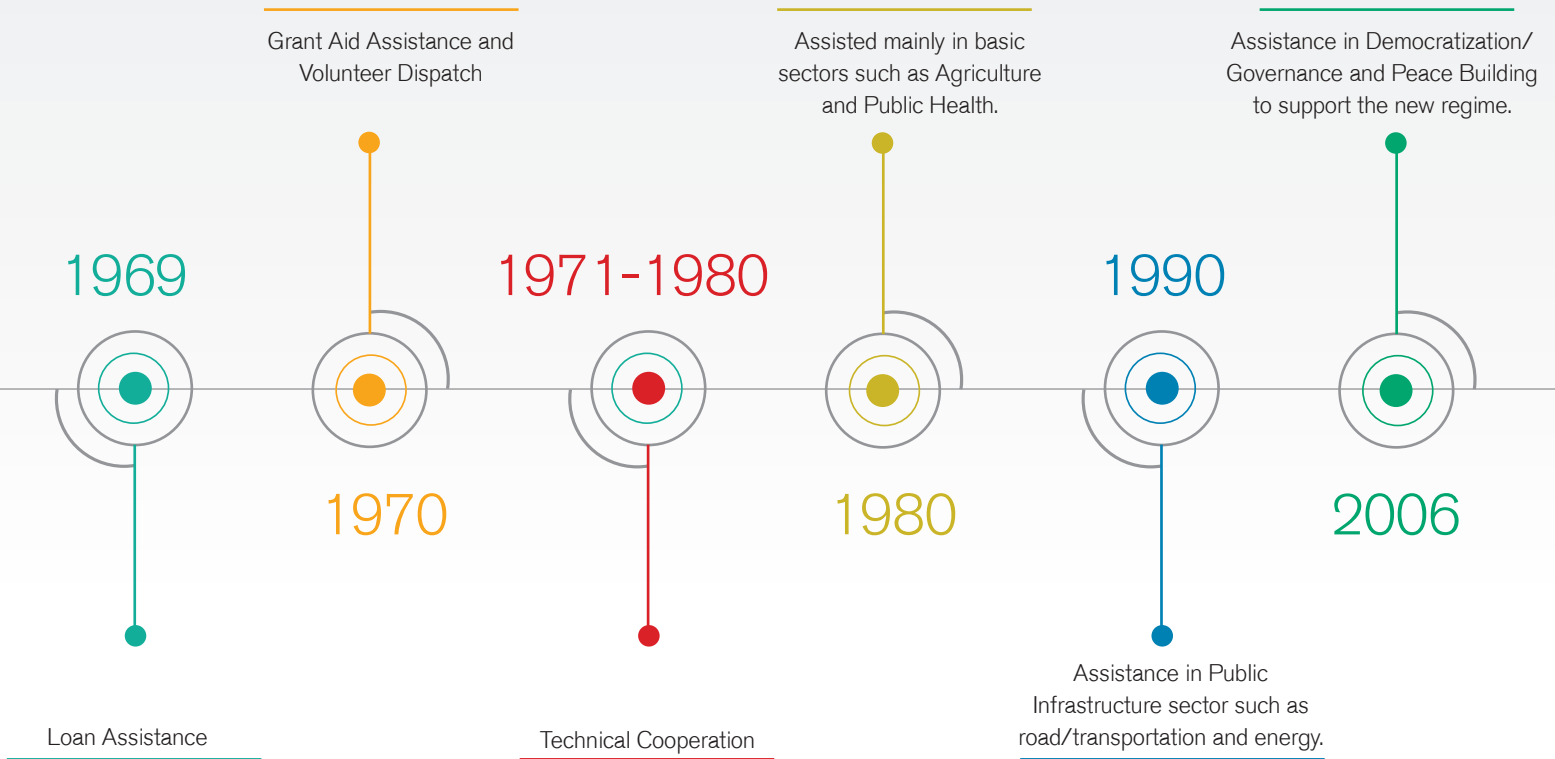 1969
Loan Assistance
Grant Aid Assistance and
Volunteer Dispatch
1970
1971-1980
Technical Cooperation
Assisted mainly in basic
sectors such as Agriculture
and Public Health.
1980
1990
Assistance in Public
Infrastructure sector such as
road/transportation and energy.
Assistance in Democratization/
Governance and Peace Building
to support the new regime.
2006